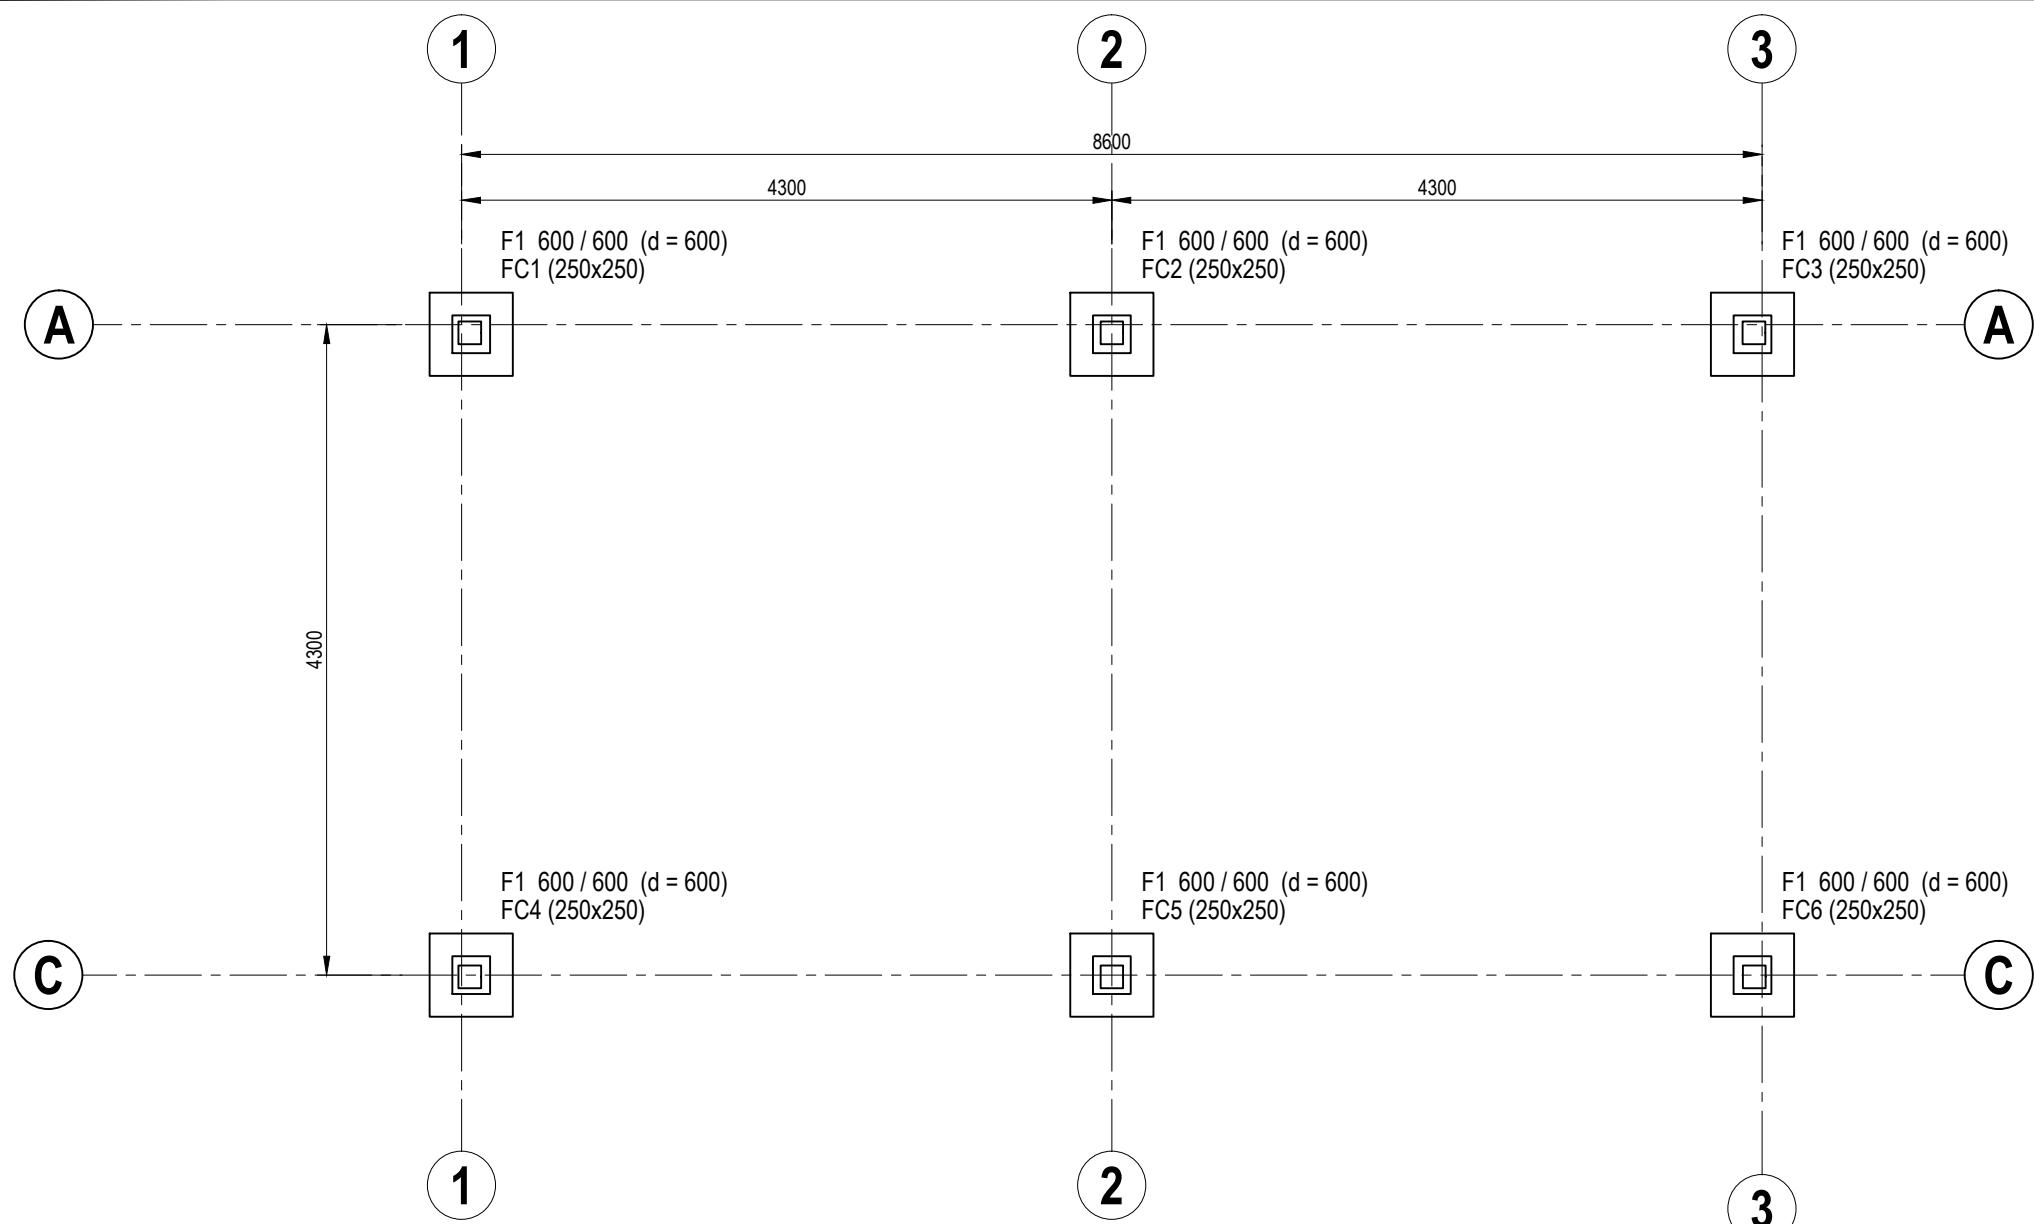 1
2
3
8600
4300
4300
F1 600 / 600 (d = 600)
FC1 (250x250)
F1 600 / 600 (d = 600)
FC2 (250x250)
F1 600 / 600 (d = 600)
FC3 (250x250)
A
A
4300
F1 600 / 600 (d = 600)
FC4 (250x250)
F1 600 / 600 (d = 600)
FC5 (250x250)
F1 600 / 600 (d = 600)
FC6 (250x250)
C
C
1
2
3